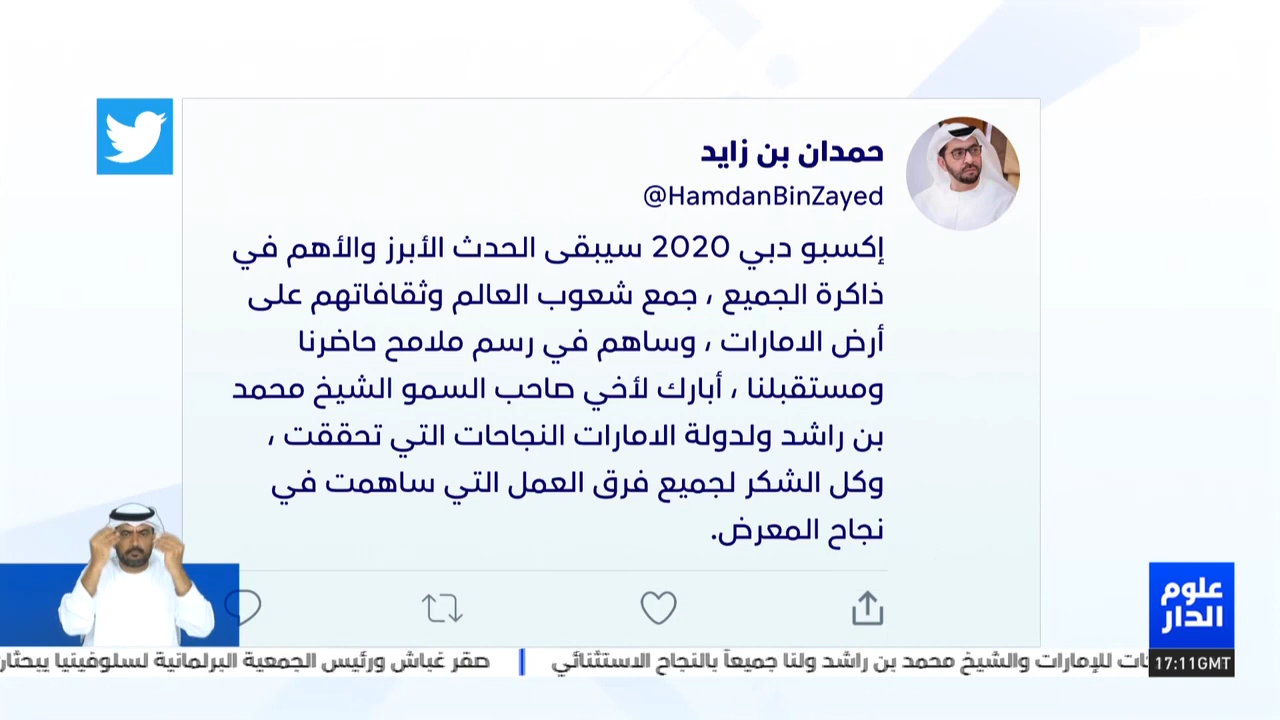 حمدان بن زايد
@HamdanBinZayed
إكسبو دبي 2020 سيبقى الحدث الأبرز والأهم في
ذاكرة الجميع ، جمع شعوب العالم وثقافاتهم على
أرض الامارات ، وساهم في رسم ملامح حاضرنا
ومستقبلنا ، أبارك لأخي صاحب السمو الشيخ محمد
بن راشد ولدولة الامارات النجاحات التي تحققت ،
وكل الشكر لجميع فرق العمل التي ساهمت في
نجاح المعرض.
علوم
الدار
17:11GMT
للإمارات والشيخ محمد بن راشد ولنا جميعاً بالنجاح الاستثنائي
صقر غباش ورئيس الجمعية البرلمانية لسلوفينيا يبحثان